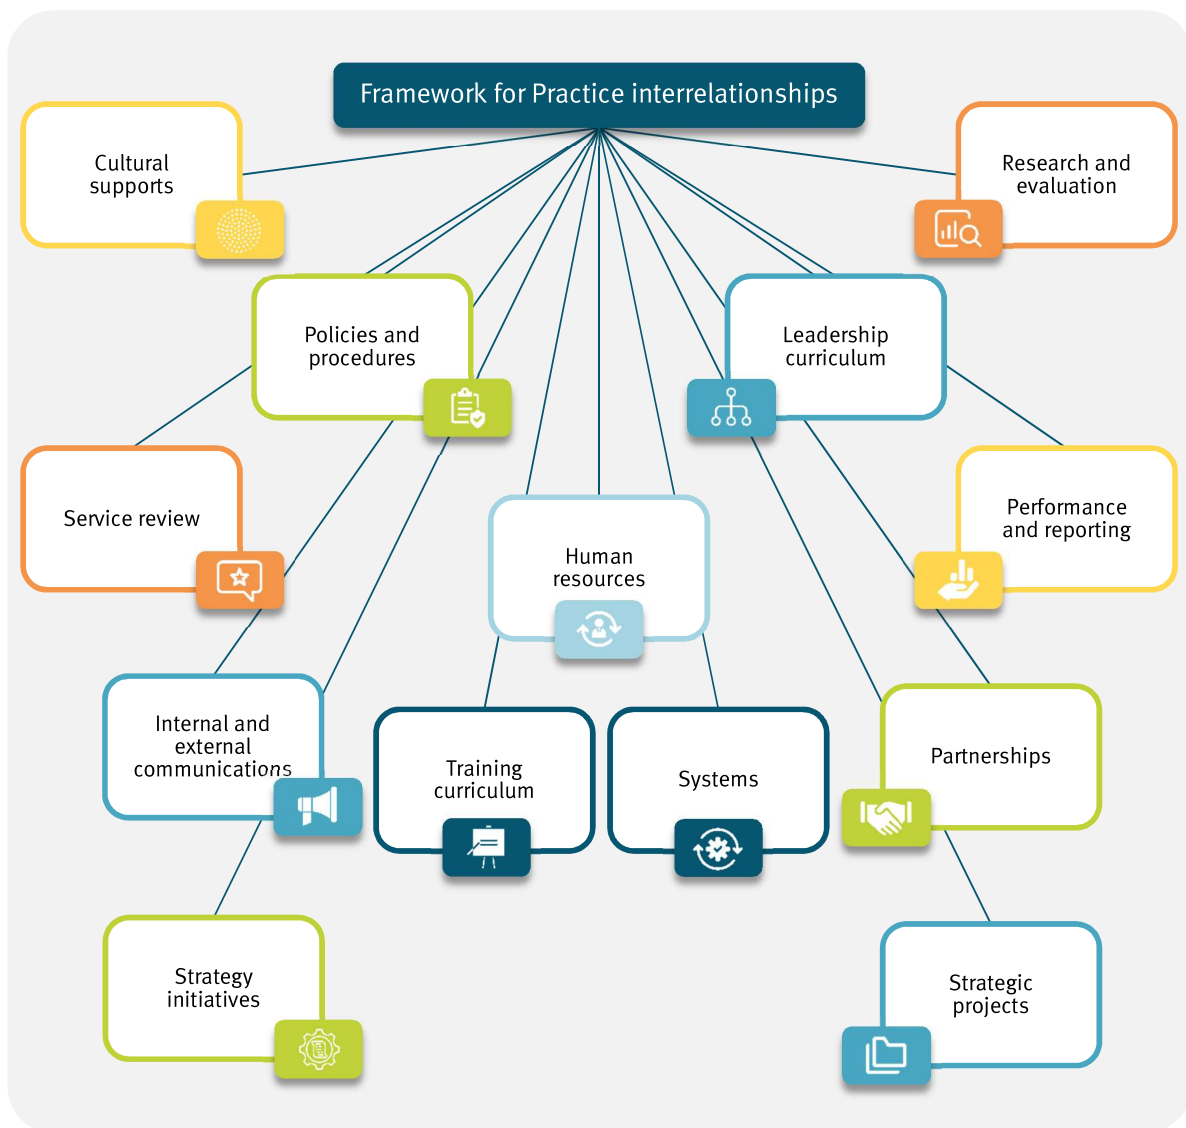 Framework for Practice interrelationships
Cultural
supports
Research and
evaluation
Policies and
procedures
Leadership
curriculum
Service review
Human
resources
Performance
and reporting
Internal and
external
communications
Training
curriculum
Systems
Partnerships
Strategy
initiatives
Strategic
projects